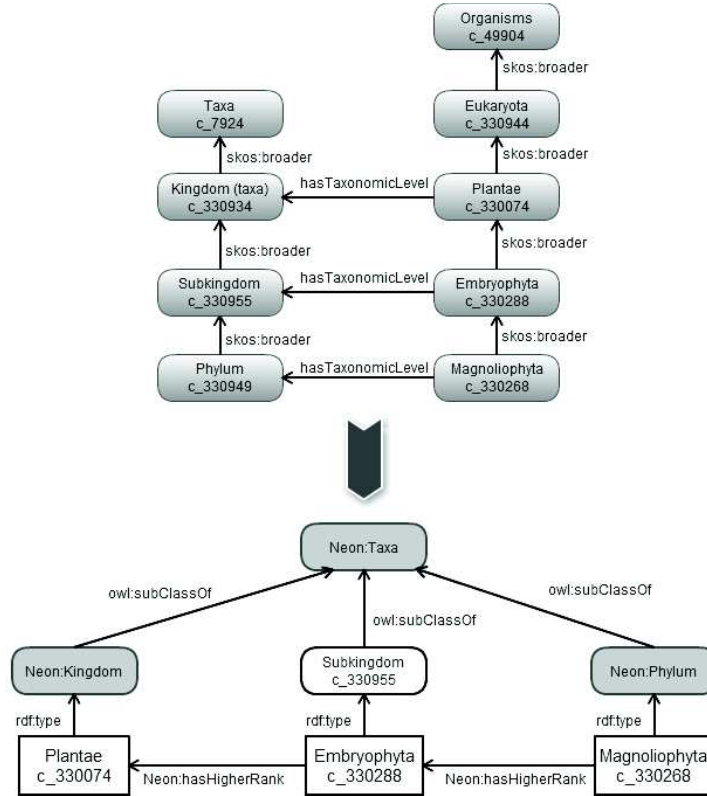 Organisms
c_49904
skos:broader
Taxa
c_7924
Eukaryota
c_330944
skos:broader
skos:broader
Kingdom (taxa)
c_330934
hasTaxonomicLevel
Plantae
c_330074
skos:broader
skos:broader
Subkingdom
c_330955
hasTaxonomicLevel
Embryophyta
c_330288
skos:broader
skos:broader
Phylum
c_330949
hasTaxonomicLevel
Magnoliophyta
c_330268
Neon:Taxa
owl:subClassOf
owl:subClassOf
owl:subClassOf
Neon:Kingdom
Subkingdom
c_330955
Neon:Phylum
rdf:type
rdf:type
rdf:type
Plantae
c_330074
Neon:hasHigherRank
Embryophyta
c_330288
Neon:hasHigherRank
Magnoliophyta
c_330268